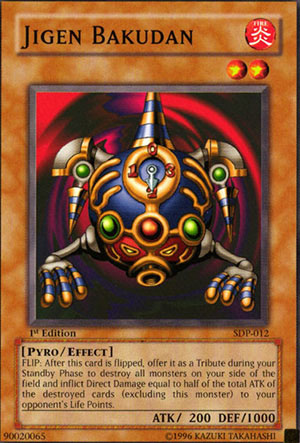 JIGEN BAKUDAN
FIRE
炎
1st Edition
SDP-012
[PYRO/EFFECT]
FLIP: After this card is flipped, offer it as a Tribute during your
Standby Phase to destroy all monsters on your side of the
field and inflict Direct Damage equal to half of the total ATK of
the destroyed cards (excluding this monster) to your
opponent's Life Points.
ATK/ 200 DEF/1000
90020065
©1996 KAZUKI TAKAHASHI